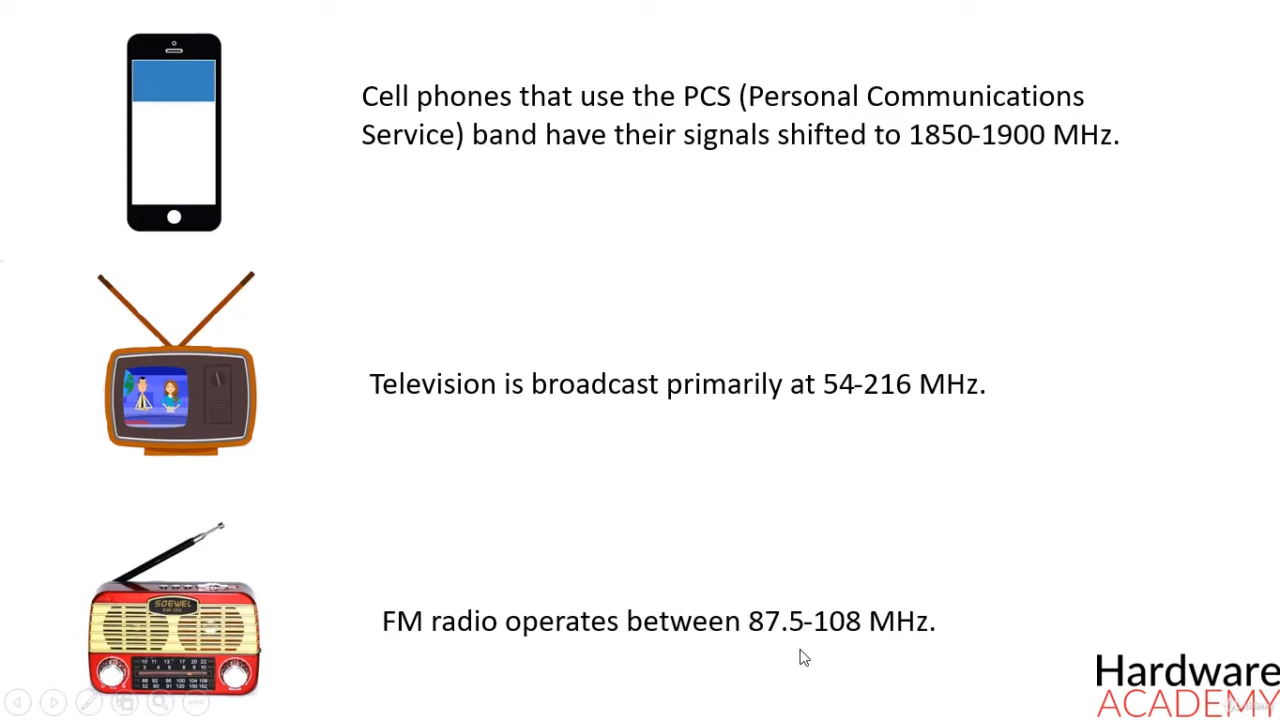 Cell phones that use the PCS (Personal Communications
Service) band have their signals shifted to 1850-1900 MHz.
Television is broadcast primarily at 54-216 MHz.
FM radio operates between 87.5-108 MHz.
SOEWEL
Hardware
ACADEMY